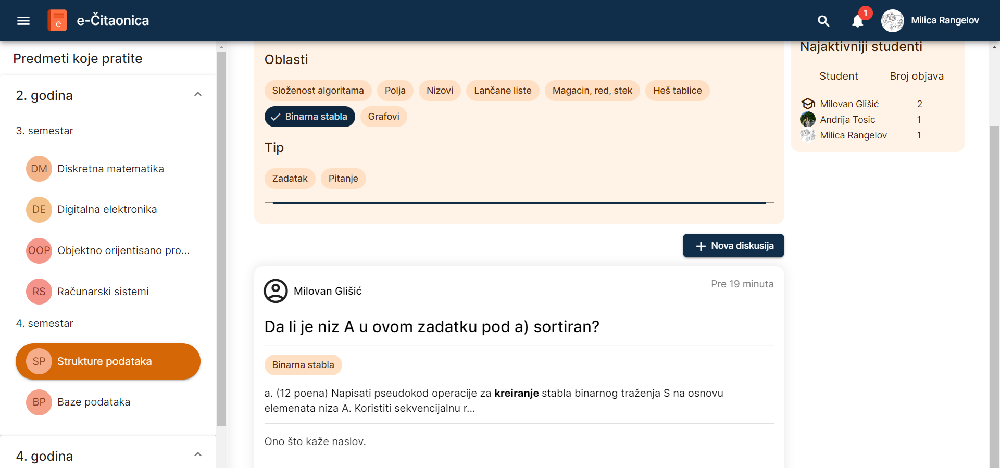 e
e-Čitaonica
1
Milica Rangelov
Predmeti koje pratite
2. godina
3. semestar
DM Diskretna matematika
DE Digitalna elektronika
OOP Objektno orijentisano pro...
RS Računarski sistemi
4. semestar
SP Strukture podataka
BP Baze podataka
4. godina
Oblasti
Složenost algoritama Polja Nizovi Lančane liste Magacin, red, stek Heš tablice
Binarna stabla Grafovi
Tip
Zadatak Pitanje
Nova diskusija
Milovan Glišić Pre 19 minuta
Da li je niz A u ovom zadatku pod a) sortiran?
Binarna stabla
a. (12 poena) Napisati pseudokod operacije za kreiranje stabla binarnog traženja S na osnovu
elemenata niza A. Koristiti sekvencijalnu r...
Ono što kaže naslov.
Najaktivniji studenti
Student Broj objava
Milovan Glišić 2
Andrija Tosic 1
Milica Rangelov 1